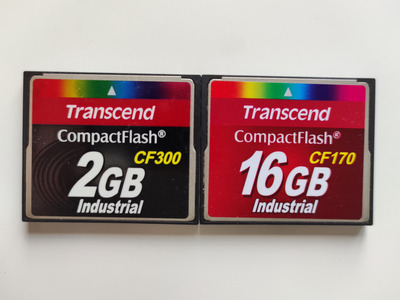 Transcend
CompactFlash®
CF300
2GB
Industrial
Transcend
CompactFlash®
CF170
16GB
Industrial